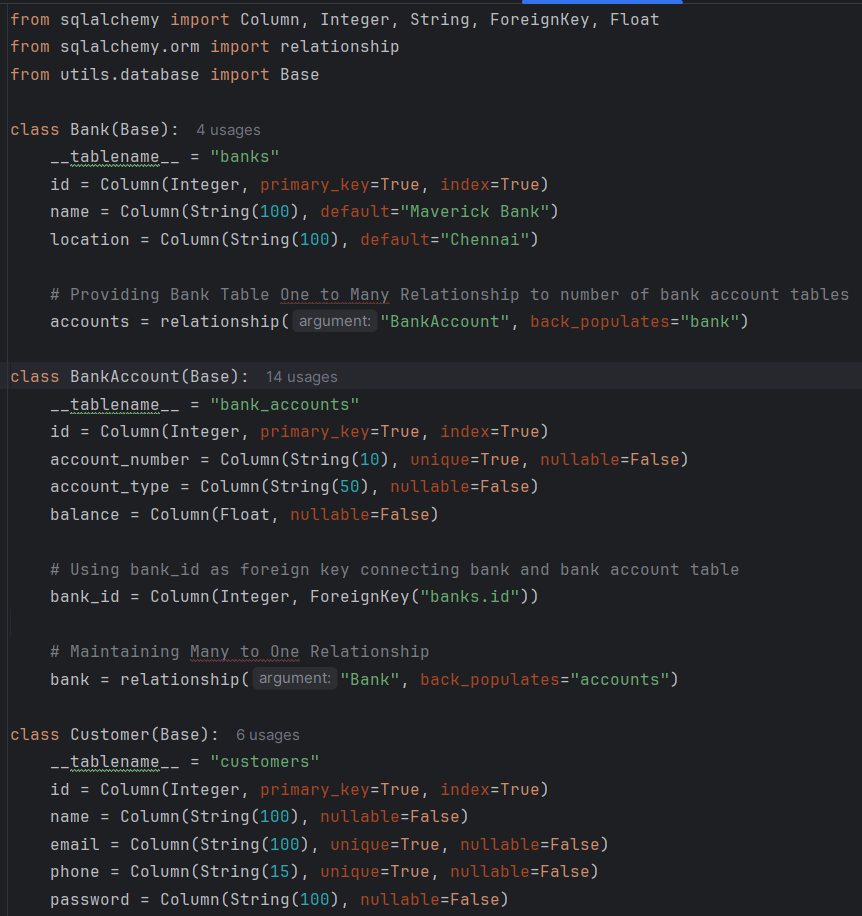 from sqlalchemy import Column, Integer, String, ForeignKey, Float
from sqlalchemy.orm import relationship
from utils.database import Base
class Bank(Base): 4 usages
__tablename__ = "banks"
id = Column(Integer, primary_key=True, index=True)
name = Column(String(100), default="Maverick Bank")
location = Column(String(100), default="Chennai")
# Providing Bank Table One to Many Relationship to number of bank account tables
accounts = relationship( argument: "BankAccount", back_populates="bank")
class BankAccount(Base): 14 usages
__tablename__ = "bank_accounts"
id = Column(Integer, primary_key=True, index=True)
account_number = Column(String(10), unique=True, nullable=False)
account_type = Column(String(50), nullable=False)
balance = Column(Float, nullable=False)
# Using bank_id as foreign key connecting bank and bank account table
bank_id = Column(Integer, ForeignKey("banks.id"))
# Maintaining Many to One Relationship
bank = relationship( argument: "Bank", back_populates="accounts")
class Customer(Base): 6 usages
__tablename__ = "customers"
id = Column(Integer, primary_key=True, index=True)
name = Column(String(100), nullable=False)
email = Column(String(100), unique=True, nullable=False)
phone = Column(String(15), unique=True, nullable=False)
password = Column(String(100), nullable=False)